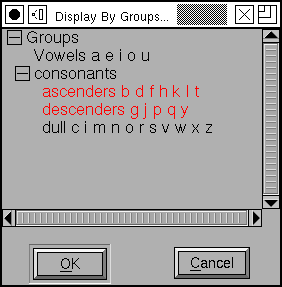 Display By Groups...
Groups
Vowels a e i o u
consonants
ascenders b d f h k l t
descenders g j p q y
dull c i m n o r s v w x z
OK
Cancel